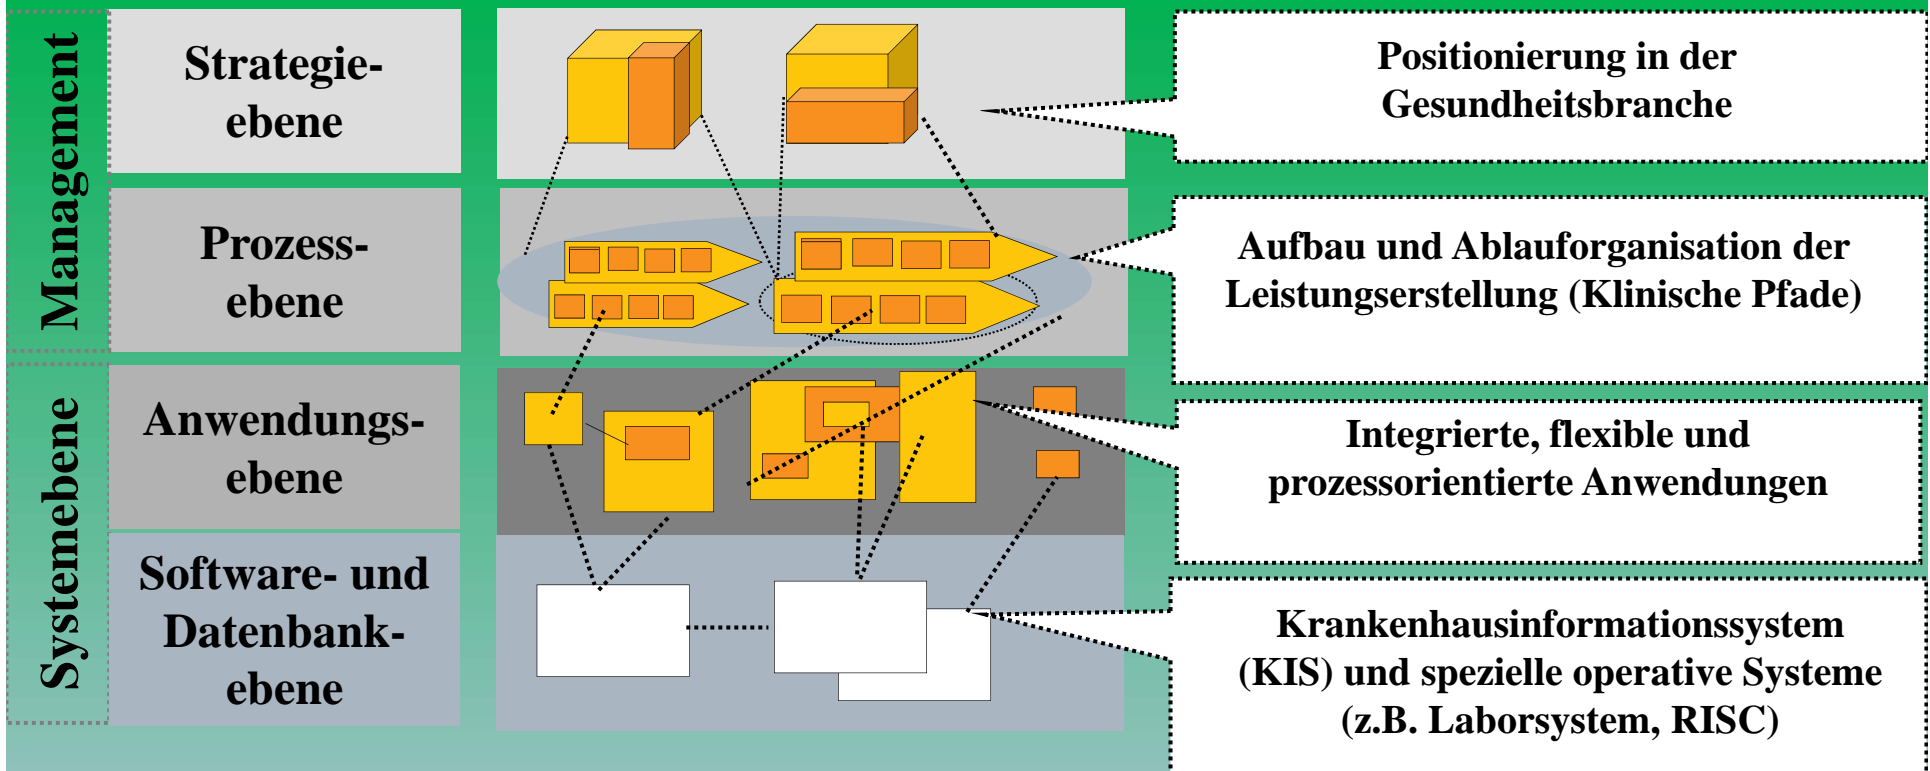 Management
Strategie-
ebene
Positionierung in der
Gesundheitsbranche
Prozess-
ebene
Aufbau und Ablauforganisation der
Leistungserstellung (Klinische Pfade)
Systemebene
Anwendungs-
ebene
Integrierte, flexible und
prozessorientierte Anwendungen
Software- und
Datenbank-
ebene
Krankenhausinformationssystem
(KIS) und spezielle operative Systeme
(z.B. Laborsystem, RISC)